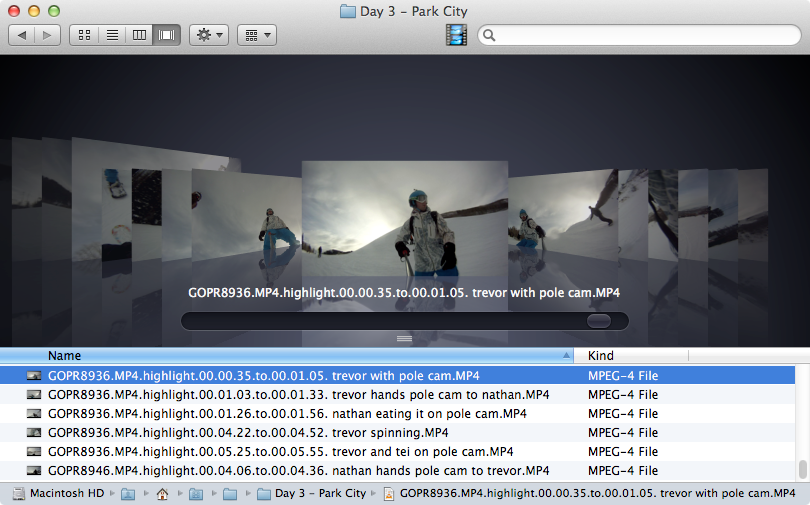 Day 3 – Park City
GOPR8936.MP4.highlight.00.00.35.to.00.01.05. trevor with pole cam.MP4
Name Kind
GOPR8936.MP4.highlight.00.00.35.to.00.01.05. trevor with pole cam.MP4 MPEG-4 File
GOPR8946.MP4.highlight.00.01.03.to.00.01.33. trevor hands pole cam to nathan.MP4 MPEG-4 File
GOPR8946.MP4.highlight.00.01.26.to.00.01.56. nathan eating it on pole cam.MP4 MPEG-4 File
GOPR8946.MP4.highlight.00.04.22.to.00.04.52. trevor spinning.MP4 MPEG-4 File
GOPR8946.MP4.highlight.00.05.25.to.00.05.55. trevor and tei on pole cam.MP4 MPEG-4 File
GOPR8946.MP4.highlight.00.04.06.to.00.04.36. nathan hands pole cam to trevor.MP4 MPEG-4 File
Macintosh HD Day 3 – Park City GOPR8936.MP4.highlight.00.00.35.to.00.01.05. trevor with pole cam.MP4